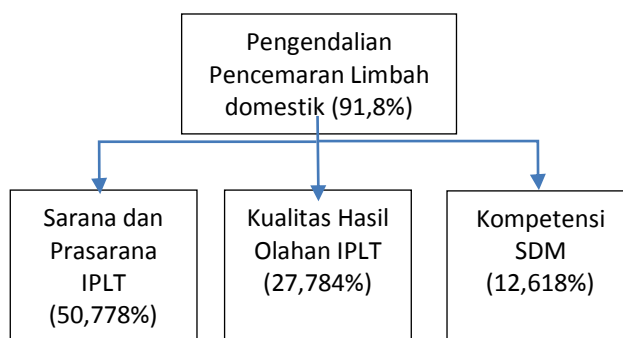 Pengendalian
Pencemaran Limbah
domestik (91,8%)
Sarana dan
Prasarana
IPLT
(50,778%)
Kualitas Hasil
Olahan IPLT
(27,784%)
Kompetensi
SDM
(12,618%)